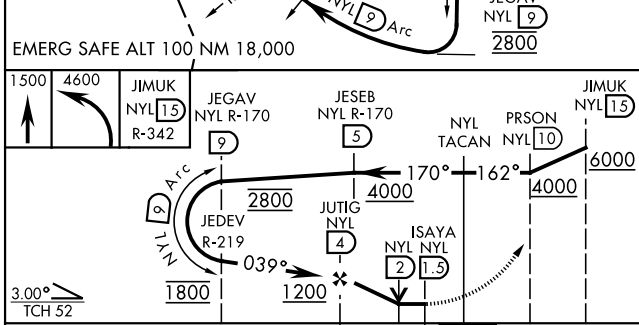 NYL 9 Arc
NYL 9
2800
EMERG SAFE ALT 100 NM 18,000
1500
4600
JIMUK
NYL 15
R-342
JEGAV
NYL R-170
9
JESEB
NYL R-170
5
NYL
TACAN
PRSON
NYL 10
JIMUK
NYL 15
2800
4000
170°
162°
4000
6000
NYL 9 Arc
JEDEV
R-219
039°
JUTIG
NYL
4
NYL
2
ISAYA
NYL
1.5
1800
1200
3.00°
TCH 52